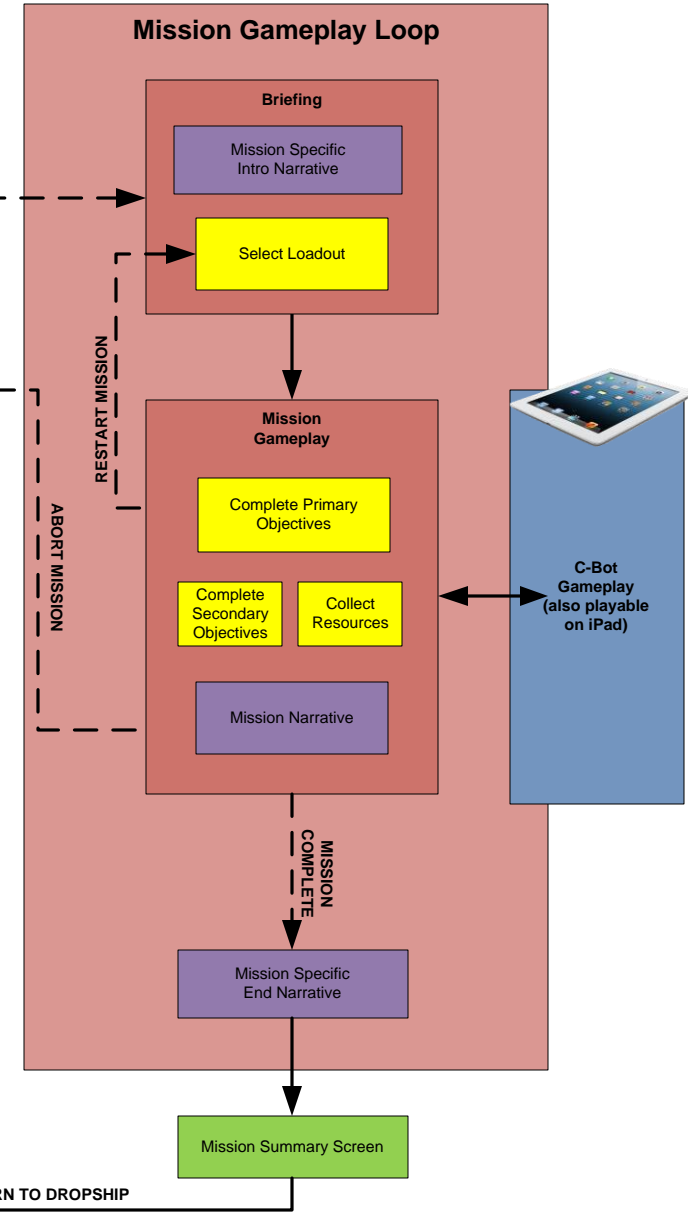 Mission Gameplay Loop
Briefing
Mission Specific
Intro Narrative
Select Loadout
RESTART MISSION
ABORT MISSION
Mission
Gameplay
Complete Primary
Objectives
Complete
Secondary
Objectives
Collect
Resources
Mission Narrative
C-Bot
Gameplay
(also playable
on iPad)
MISSION
COMPLETE
Mission Specific
End Narrative
Mission Summary Screen
RN TO DROPSHIP